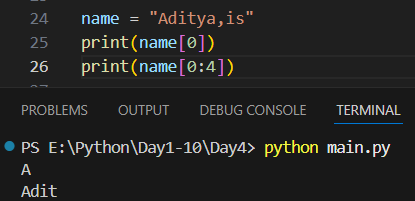 24 name = "Aditya,is"
25 print(name[0])
26 print(name[0:4])
PROBLEMS OUTPUT DEBUG CONSOLE TERMINAL
PS E:\Python\Day1-10\Day4> python main.py
A
Adit